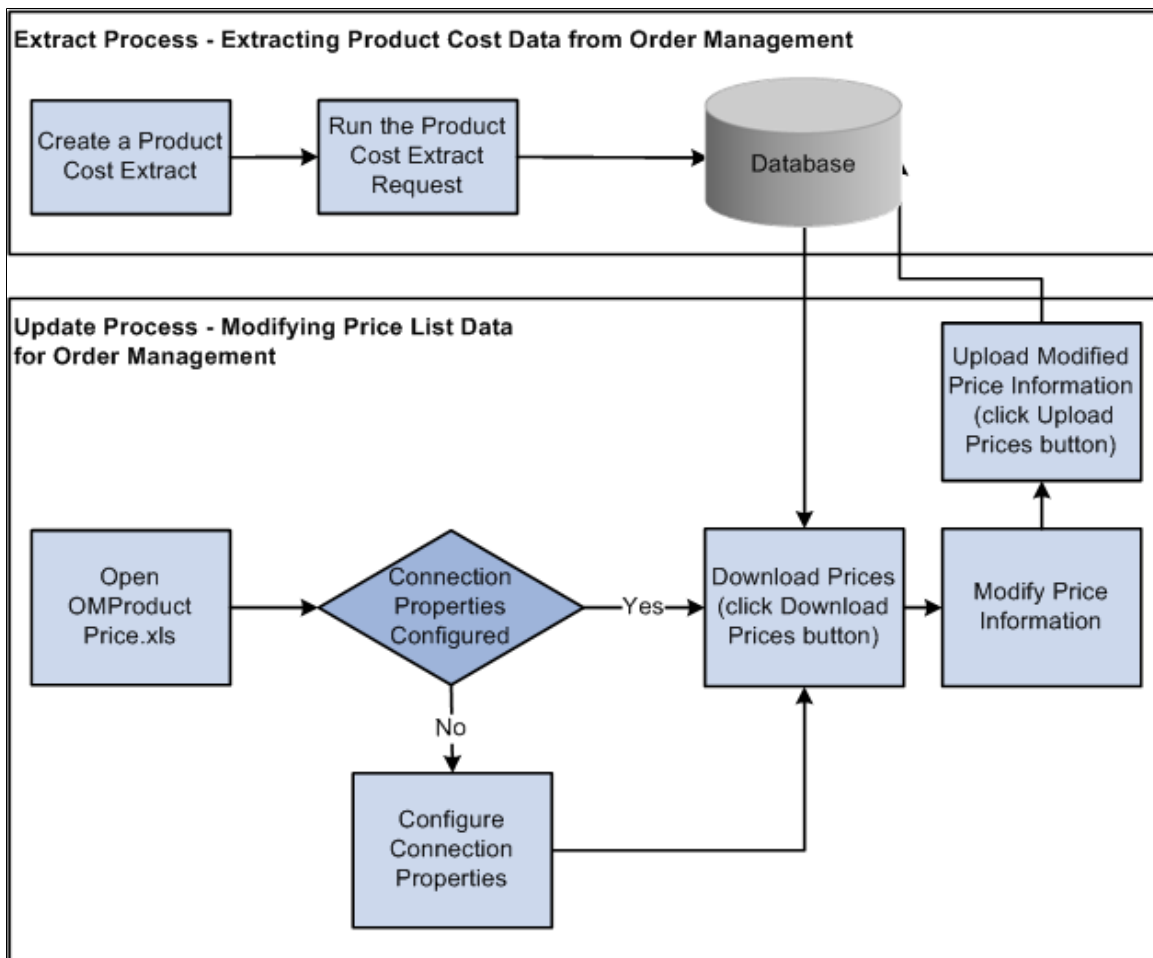 Extract Process - Extracting Product Cost Data from Order Management
Create a Product
Cost Extract
Run the Product
Cost Extract
Request
Database
Update Process - Modifying Price List Data
for Order Management
Upload Modified
Price Information
(click Upload
Prices button)
Open
OMProduct
Price.xls
Connection
Properties
Configured
Yes
Download Prices
(click Download
Prices button)
Modify Price
Information
No
Configure
Connection
Properties